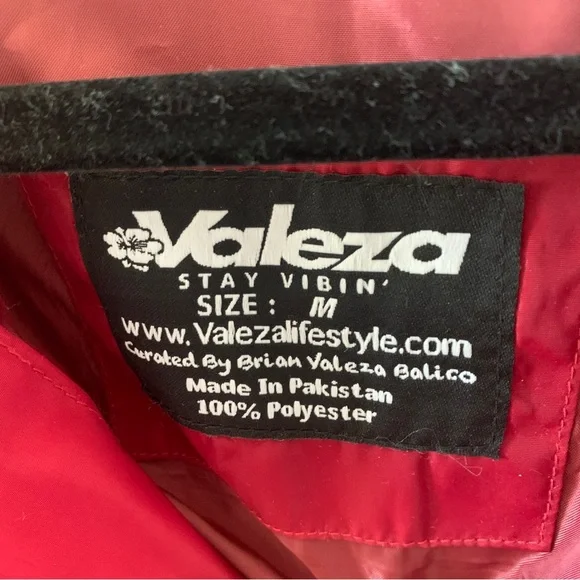 Valeza
STAY VIBIN'
SIZE : M
www.Valezalifestyle.com
Curated By Brian Valeza Balico
Made In Pakistan
100% Polyester